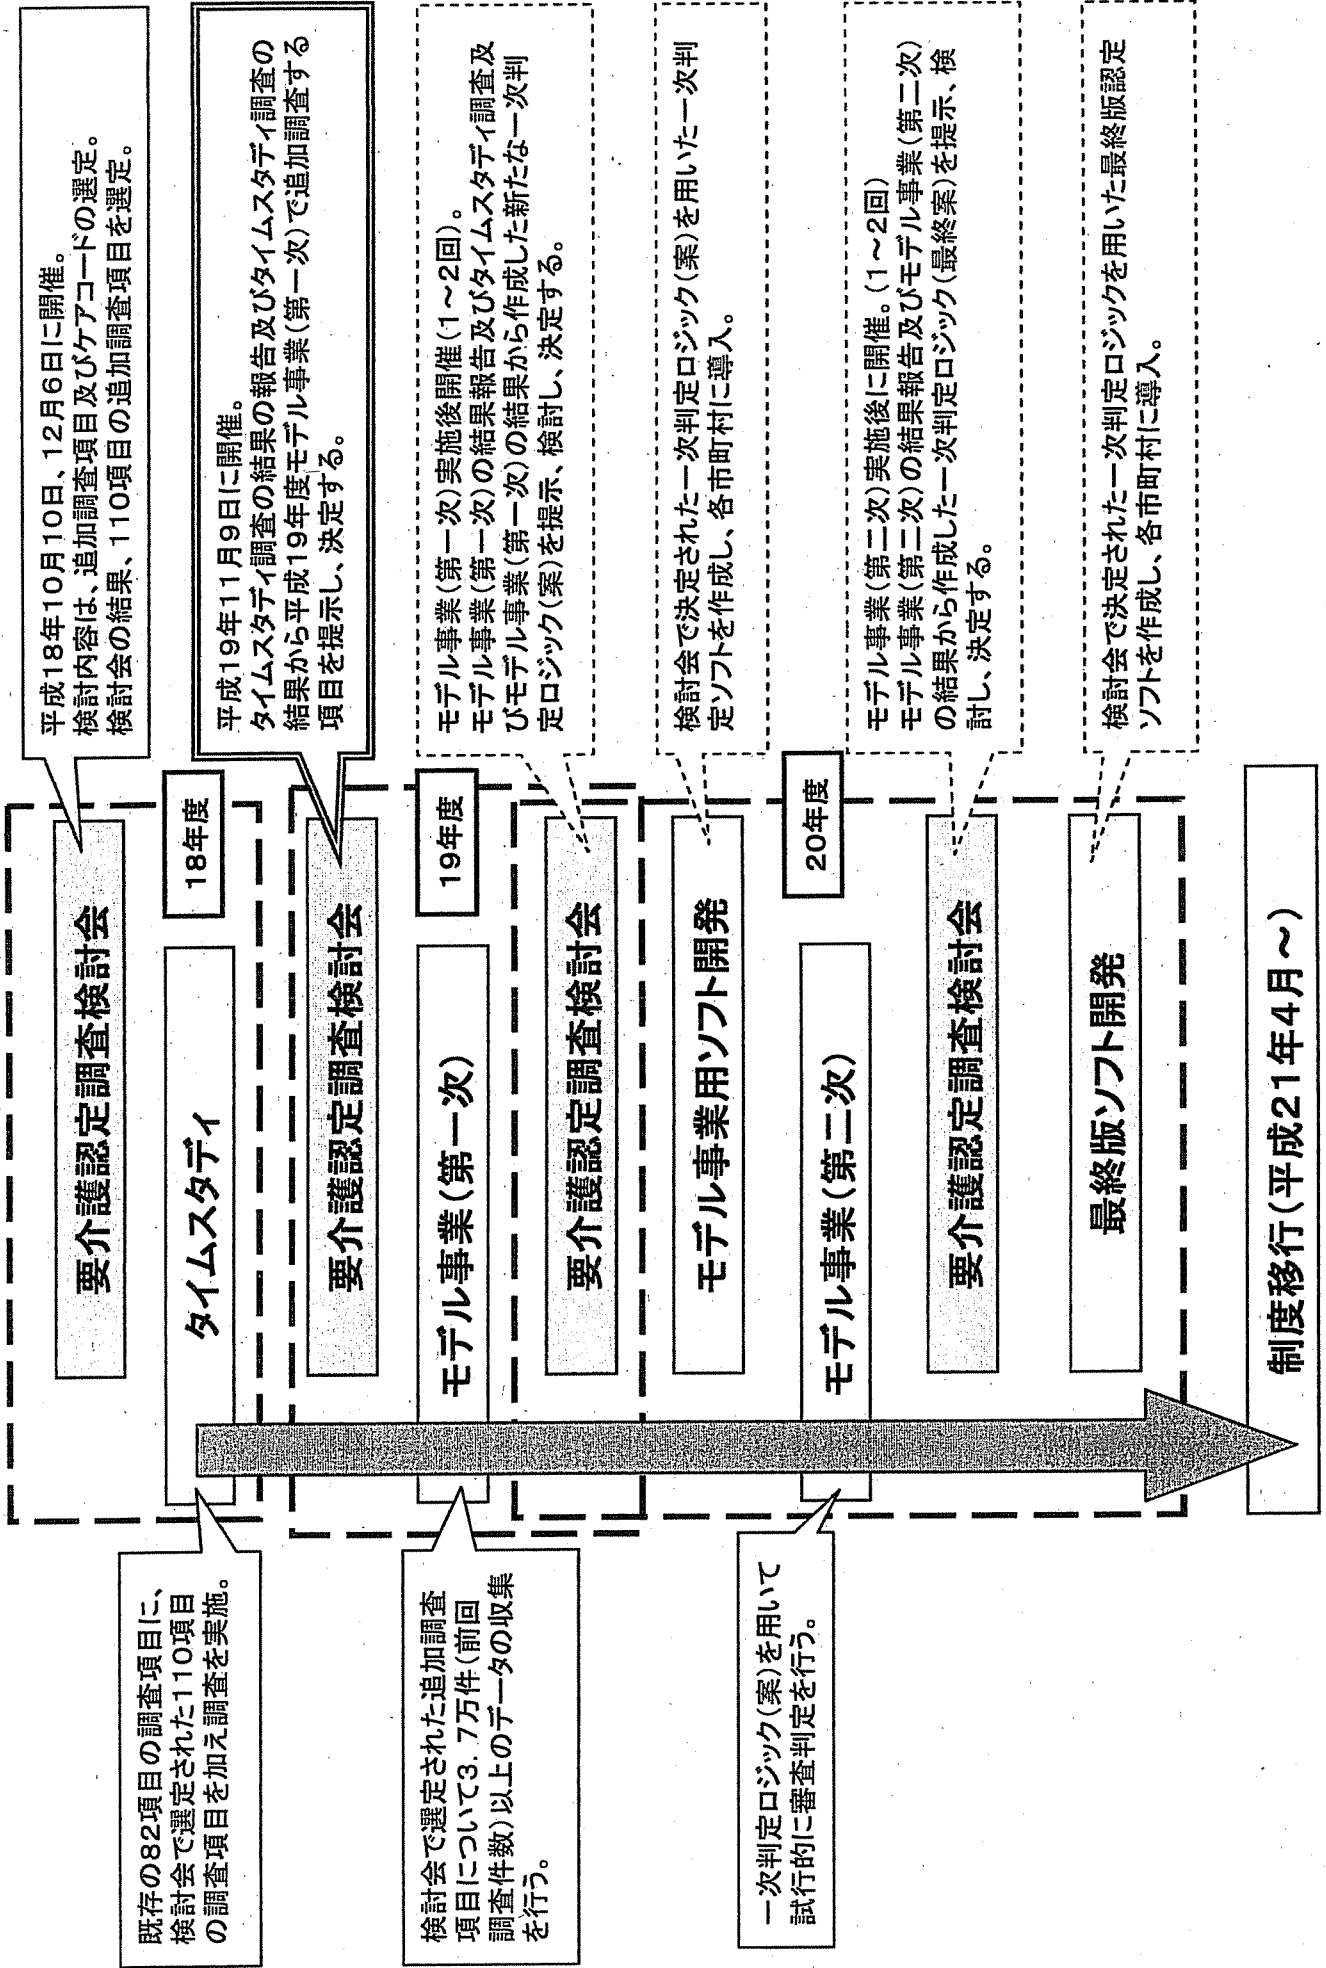 平成18年10月10日、12月6日に開催。
検討内容は、追加調査項目及びケアコードの選定。
検討会の結果、110項目の追加調査項目を選定。
要介護認定調査検討会
18年度
タイムスタディ
既存の82項目の調査項目に、
検討会で選定された110項目
の調査項目を加え調査を実施。
平成19年11月9日に開催。
タイムスタディ調査の結果の報告及びタイムスタディ調査の
結果から平成19年度モデル事業(第一次)で追加調査する
項目を提示し、決定する。
要介護認定調査検討会
19年度
モデル事業(第一次)
検討会で選定された追加調査
項目について3.7万件(前回
調査件数)以上のデータの収集
を行う。
モデル事業(第一次)実施後開催(1~2回)。
モデル事業(第一次)の結果報告及びタイムスタディ調査及
びモデル事業(第一次)の結果から作成した新たな一次判
定ロジック(案)を提示、検討し、決定する。
要介護認定調査検討会
検討会で決定された一次判定ロジック(案)を用いた一次判
定ソフトを作成し、各市町村に導入。
モデル事業用ソフト開発
20年度
モデル事業(第二次)
一次判定ロジック(案)を用いて
試行的に審査判定を行う。
モデル事業(第二次)実施後に開催。(1~2回)
モデル事業(第二次)の結果報告及びモデル事業(第二次)
の結果から作成した一次判定ロジック(最終案)を提示、検
討し、決定する。
要介護認定調査検討会
検討会で決定された一次判定ロジックを用いた最終版認定
ソフトを作成し、各市町村に導入。
最終版ソフト開発
制度移行(平成21年4月~)